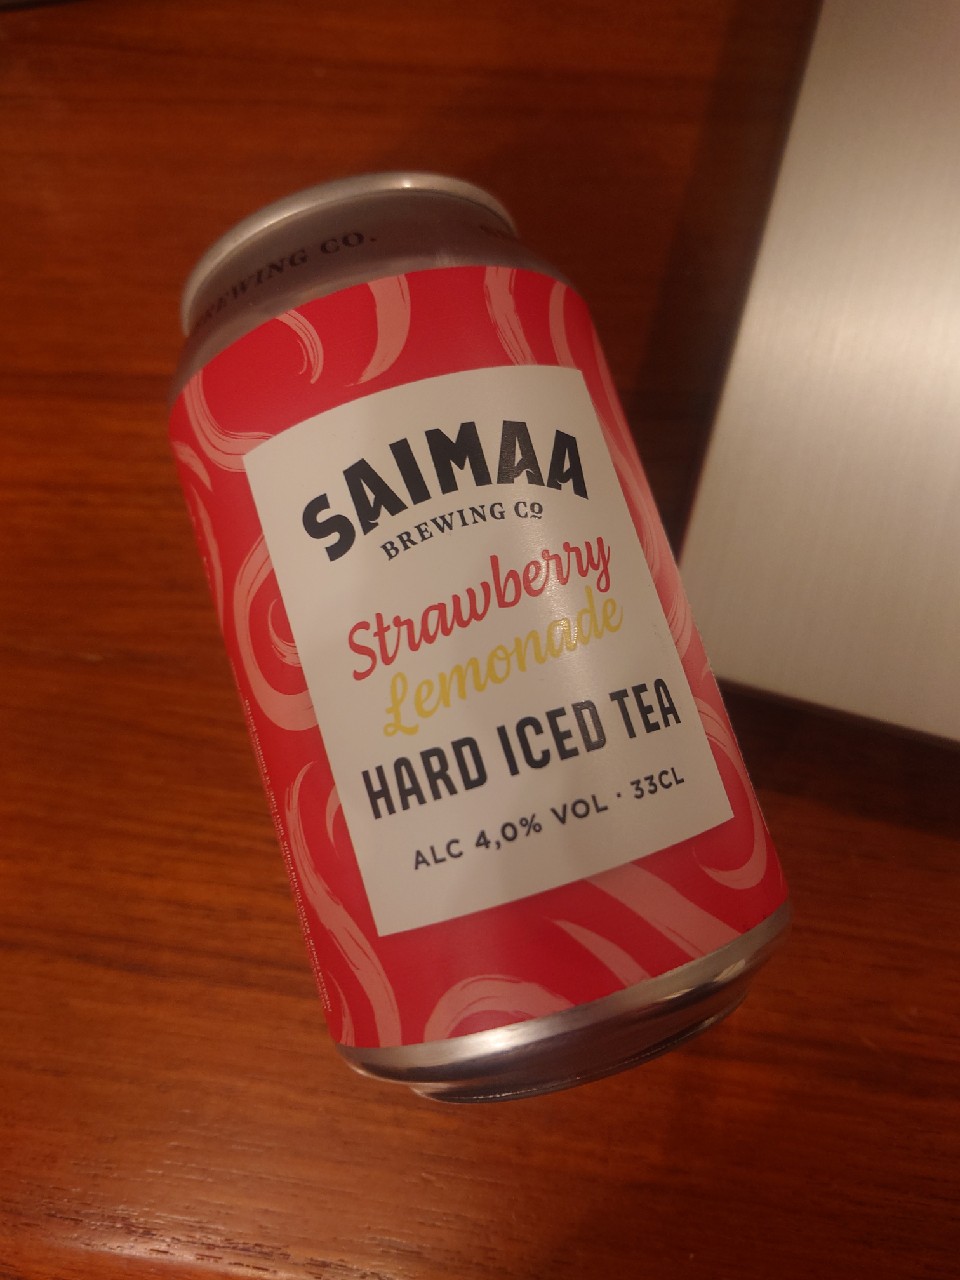 BREWING CO.
SAIMAA
BREWING Co
Strawberry
Lemonade
HARD ICED TEA
ALC 4,0% VOL · 33CL